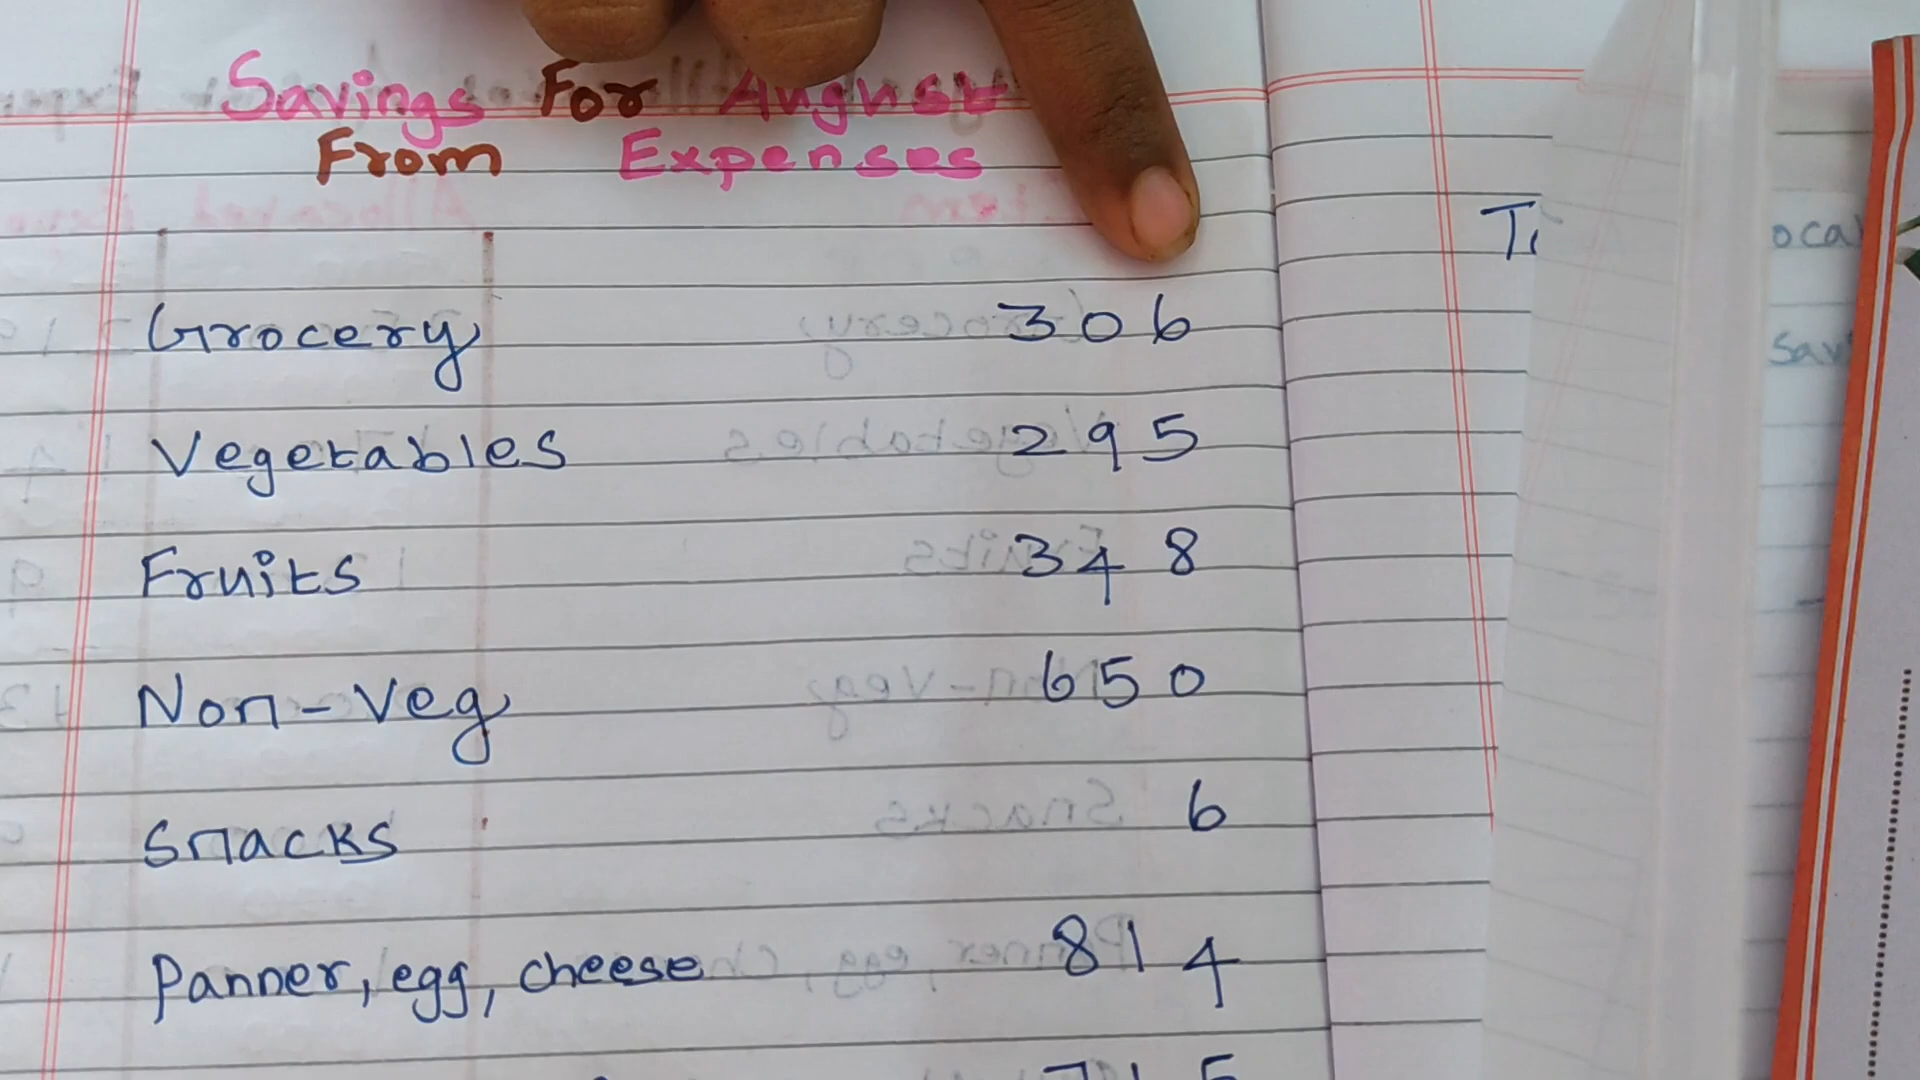 Savings For August
From Expenses
Grocery 306
Vegetables 295
Fruits 348
Non-Veg 650
Snacks 6
Panner, egg, cheese 814